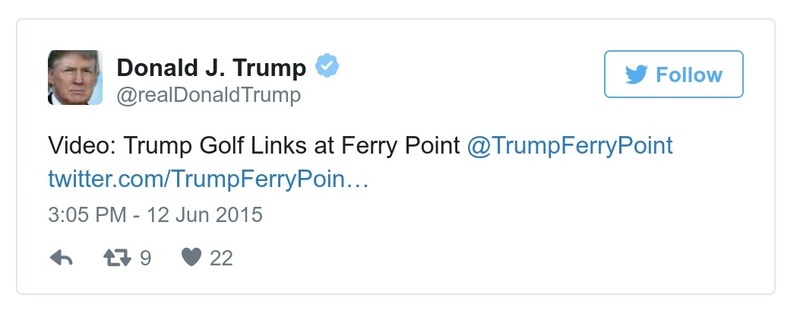 Donald J. Trump
@realDonaldTrump
Follow
Video: Trump Golf Links at Ferry Point @TrumpFerryPoint
twitter.com/TrumpFerryPoin…
3:05 PM - 12 Jun 2015
9 22